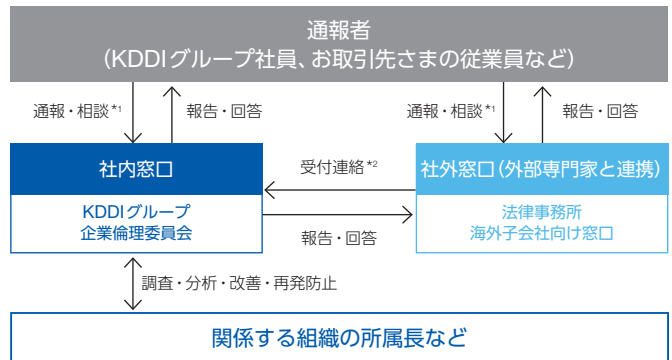 通報者
（KDDIグループ社員、お取引先さまの従業員など）
通報・相談*1
報告・回答
通報・相談*1
報告・回答
社内窓口
受付連絡*2
社外窓口（外部専門家と連携）
KDDIグループ
企業倫理委員会
報告・回答
法律事務所
海外子会社向け窓口
調査・分析・改善・再発防止
関係する組織の所属長など